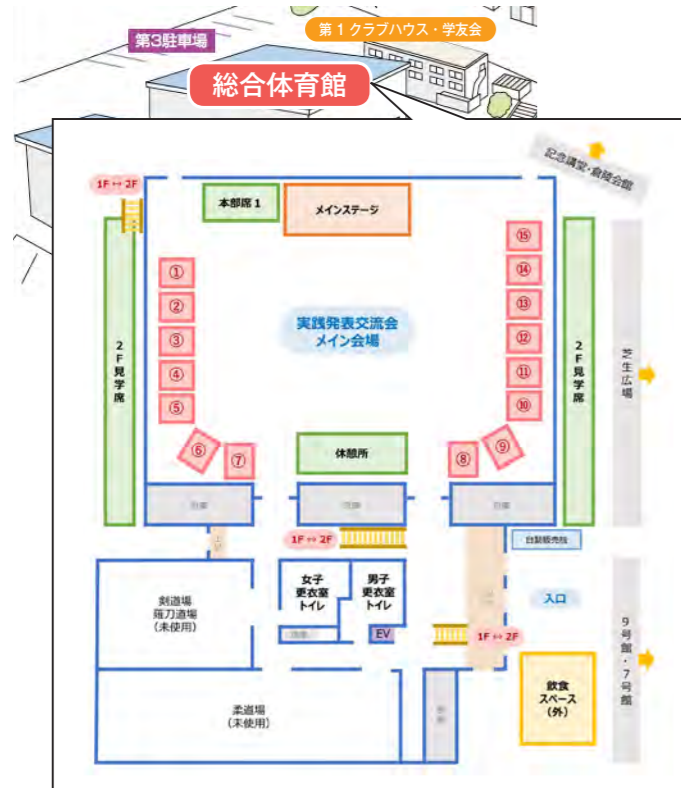 第1クラブハウス・学友会
第3駐車場
総合体育館
記念講堂・倉陵会館
1F ↔ 2F
本部席1
メインステージ
①
②
③
④
⑤
⑥
⑦
⑧
⑨
⑩
⑪
⑫
⑬
⑭
⑮
実践発表交流会
メイン会場
2F見学席
2F見学席
芝生広場
休憩所
1F ↔ 2F
自動販売機
女子
更衣室
トイレ
男子
更衣室
トイレ
剣道場
薙刀道場
(未使用)
入口
EV
1F ↔ 2F
9号館・7号館
飲食
スペース
(外)
柔道場
(未使用)